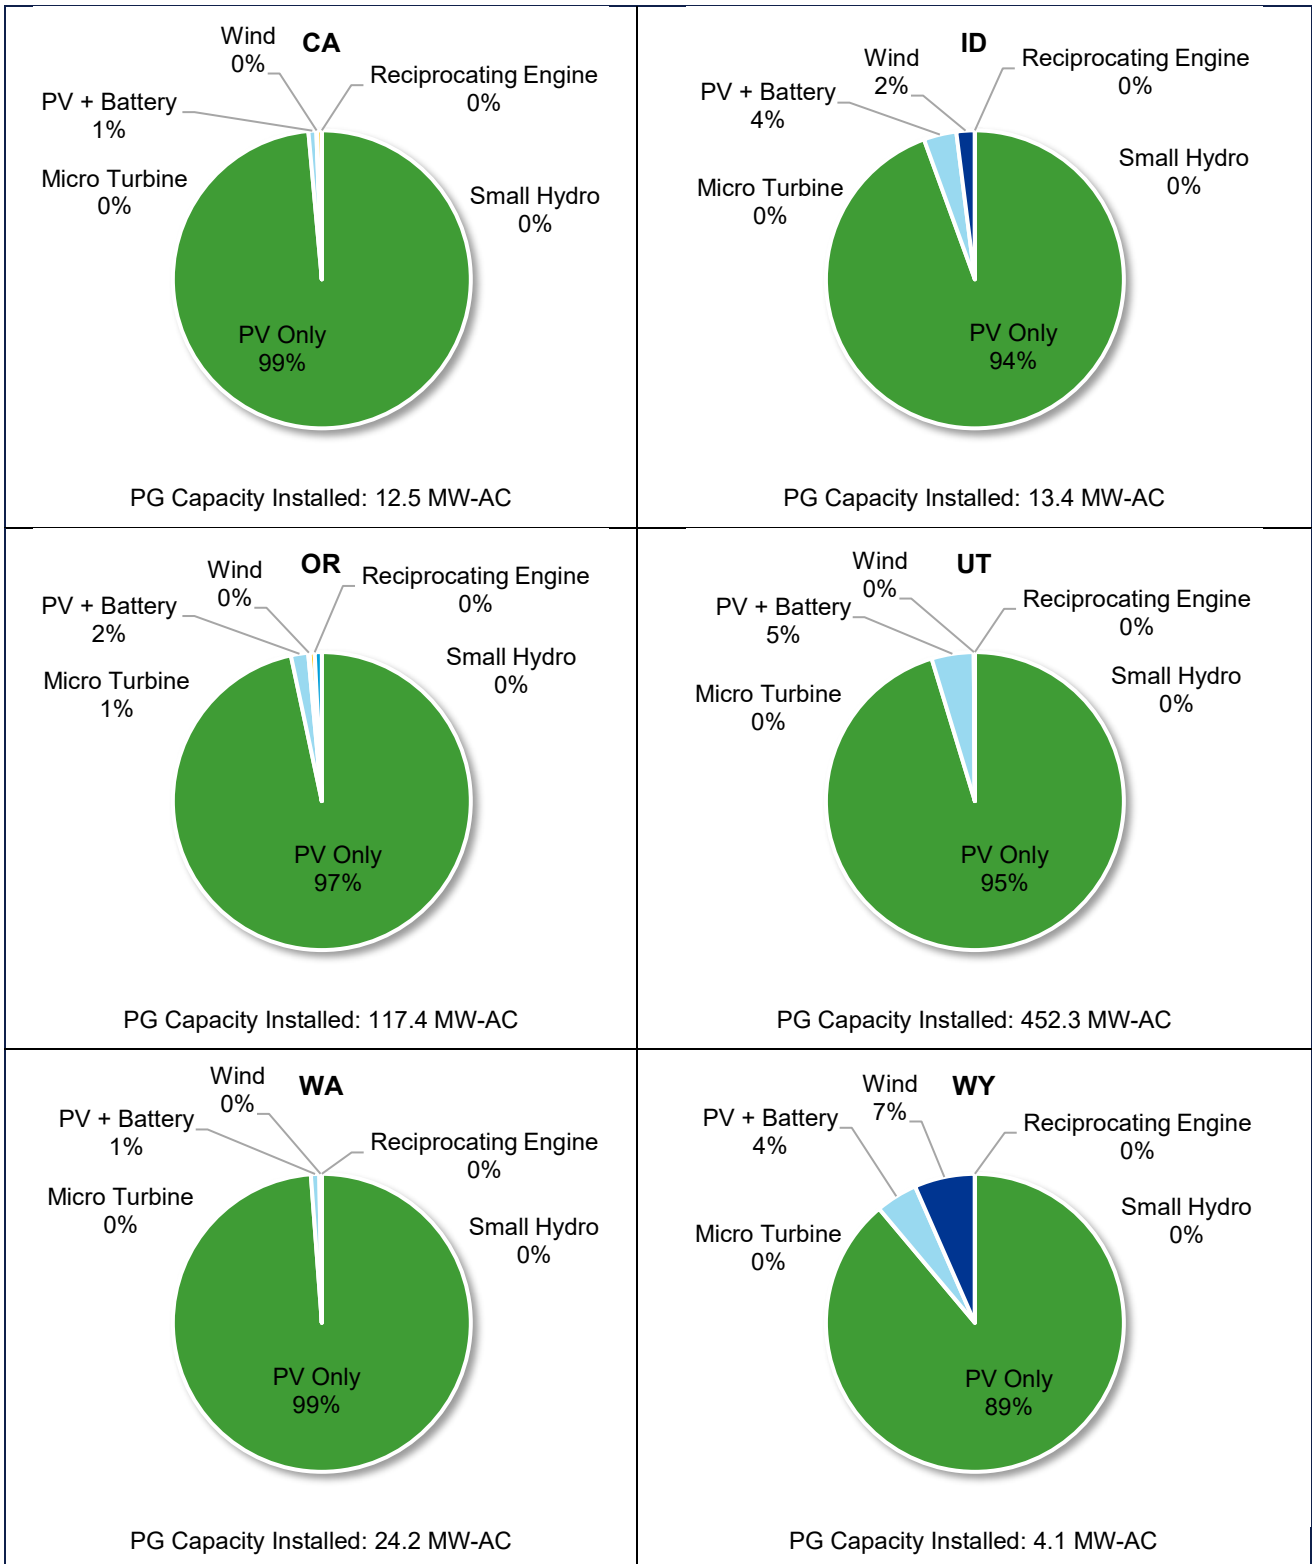 CA
Wind
0%
Reciprocating Engine
0%
PV + Battery
1%
Micro Turbine
0%
Small Hydro
0%
PV Only
99%
PG Capacity Installed: 12.5 MW-AC
ID
Wind
2%
Reciprocating Engine
0%
PV + Battery
4%
Small Hydro
0%
Micro Turbine
0%
PV Only
94%
PG Capacity Installed: 13.4 MW-AC
OR
Wind
0%
Reciprocating Engine
0%
PV + Battery
2%
Small Hydro
0%
Micro Turbine
1%
PV Only
97%
PG Capacity Installed: 117.4 MW-AC
UT
Wind
0%
Reciprocating Engine
0%
PV + Battery
5%
Small Hydro
0%
Micro Turbine
0%
PV Only
95%
PG Capacity Installed: 452.3 MW-AC
WA
Wind
0%
PV + Battery
1%
Reciprocating Engine
0%
Micro Turbine
0%
Small Hydro
0%
PV Only
99%
PG Capacity Installed: 24.2 MW-AC
WY
Wind
7%
PV + Battery
4%
Reciprocating Engine
0%
Small Hydro
0%
Micro Turbine
0%
PV Only
89%
PG Capacity Installed: 4.1 MW-AC